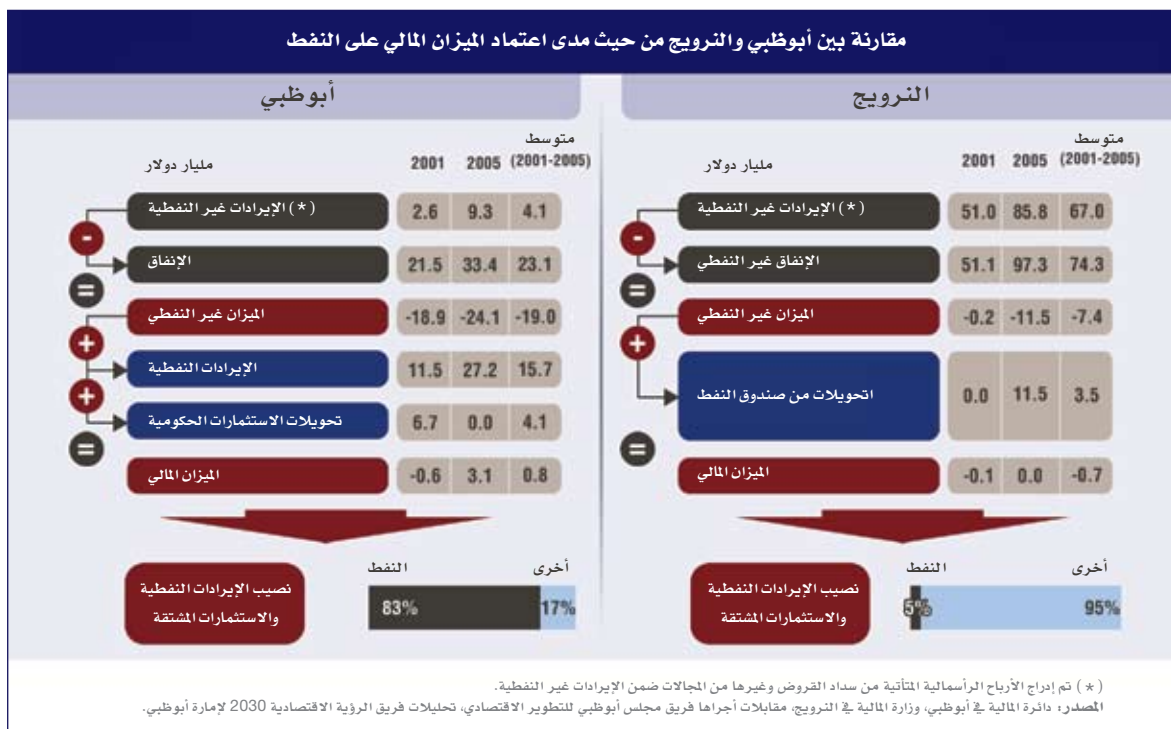 مقارنة بين أبوظبي والنرويج من حيث مدى اعتماد الميزان المالي على النفط
النرويج
مليار دولار 2001 2005 متوسط (2001-2005)
(*) الإيرادات غير النفطية 51.0 85.8 67.0
-
الإنفاق غير النفطي 51.1 97.3 74.3
=
الميزان غير النفطي -0.2 -11.5 -7.4
+
اتحويلات من صندوق النفط 0.0 11.5 3.5
=
الميزان المالي -0.1 0.0 -0.7
نصيب الإيرادات النفطية
والاستثمارات المشتقة
النفط أخرى
5% 95%
أبوظبي
مليار دولار 2001 2005 متوسط (2001-2005)
(*) الإيرادات غير النفطية 2.6 9.3 4.1
-
الإنفاق 21.5 33.4 23.1
=
الميزان غير النفطي -18.9 -24.1 -19.0
+
الإيرادات النفطية 11.5 27.2 15.7
+
تحويلات الاستثمارات الحكومية 6.7 0.0 4.1
=
الميزان المالي -0.6 3.1 0.8
نصيب الإيرادات النفطية
والاستثمارات المشتقة
النفط أخرى
83% 17%
(*) تم إدراج الأرباح الرأسمالية المتأتية من سداد القروض وغيرها من المجالات ضمن الإيرادات غير النفطية.
المصدر: دائرة المالية في أبوظبي، وزارة المالية في النرويج، مقابلات أجراها فريق مجلس أبوظبي للتطوير الاقتصادي، تحليلات فريق الرؤية الاقتصادية 2030 لإمارة أبوظبي.